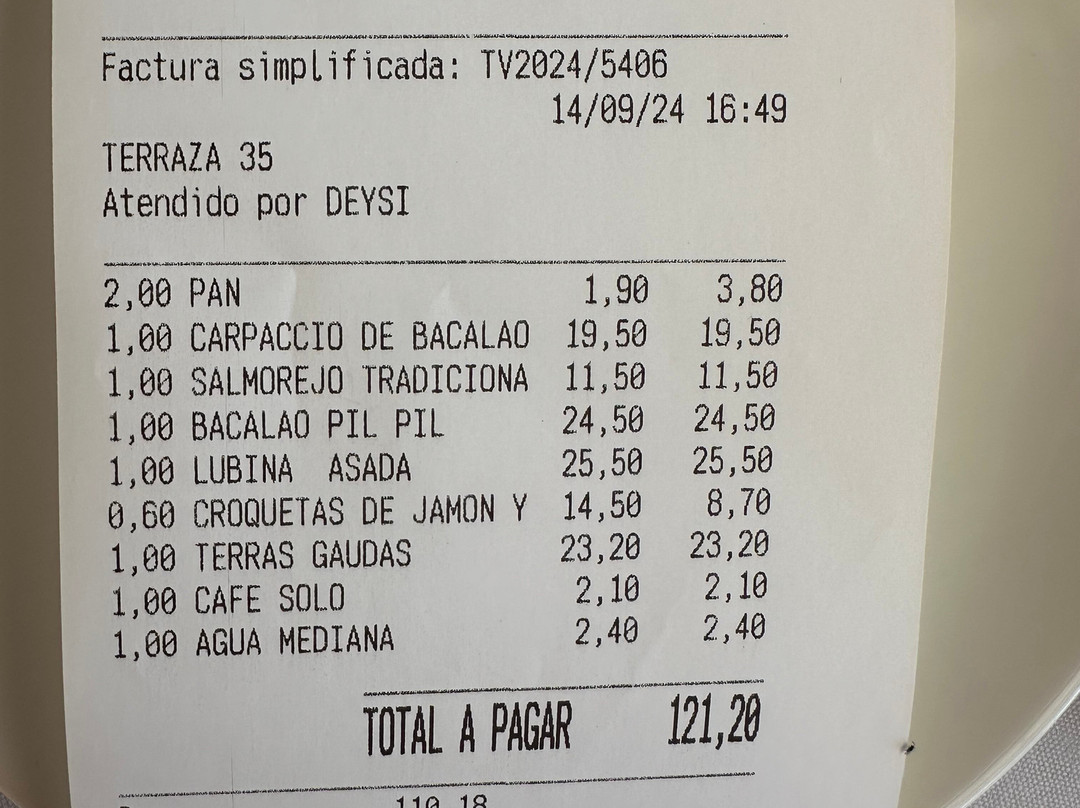 Factura simplificada: TV2024/5406
14/09/24 16:49
TERRAZA 35
Atendido por DEYSI
2,00 PAN 1,90 3,80
1,00 CARPACCIO DE BACALAO 19,50 19,50
1,00 SALMOREJO TRADICIONA 11,50 11,50
1,00 BACALAO PIL PIL 24,50 24,50
1,00 LUBINA  ASADA 25,50 25,50
0,60 CROQUETAS DE JAMON Y 14,50 8,70
1,00 TERRAS GAUDAS 23,20 23,20
1,00 CAFE SOLO 2,10 2,10
1,00 AGUA MEDIANA 2,40 2,40
TOTAL A PAGAR 121,20
110,18